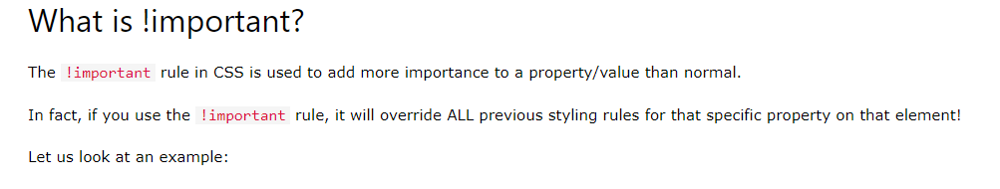 What is !important?
The !important rule in CSS is used to add more importance to a property/value than normal.
In fact, if you use the !important rule, it will override ALL previous styling rules for that specific property on that element!
Let us look at an example: